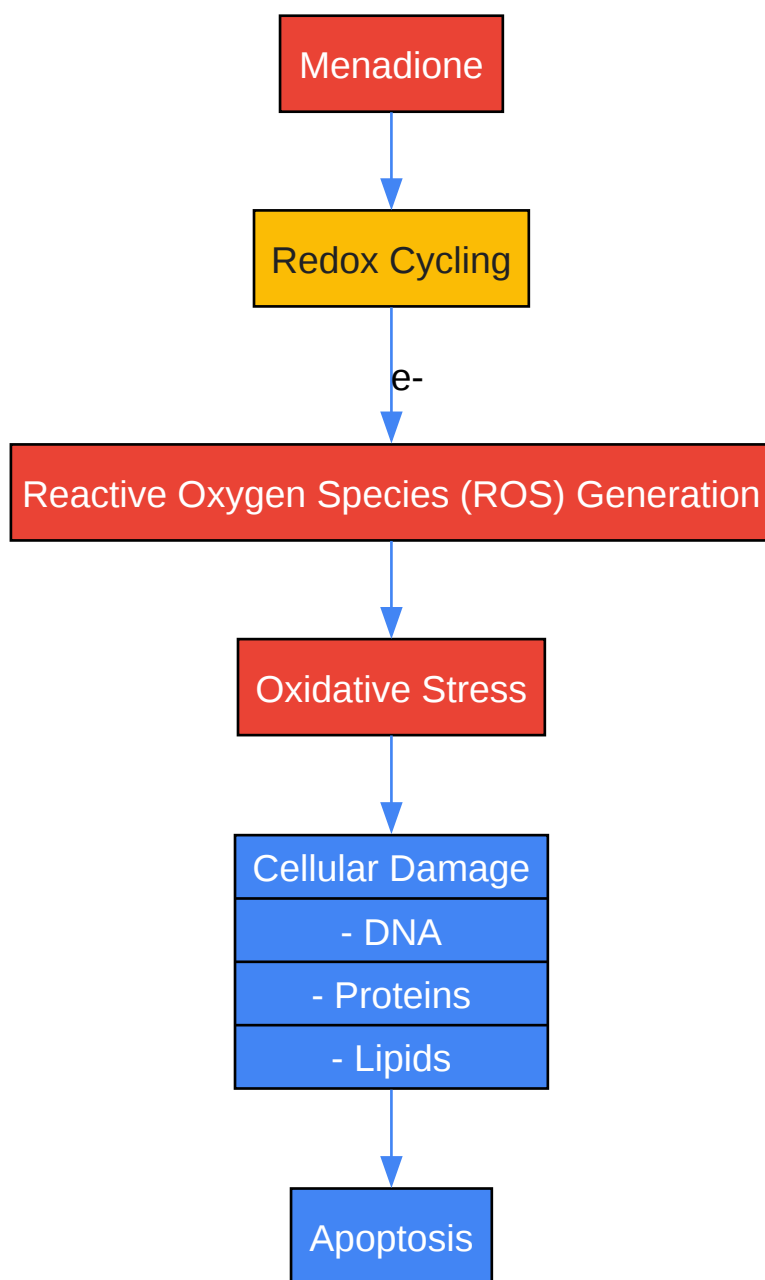 Menadione
Redox Cycling
e-
Reactive Oxygen Species (ROS) Generation
Oxidative Stress
Cellular Damage
- DNA
- Proteins
- Lipids
Apoptosis